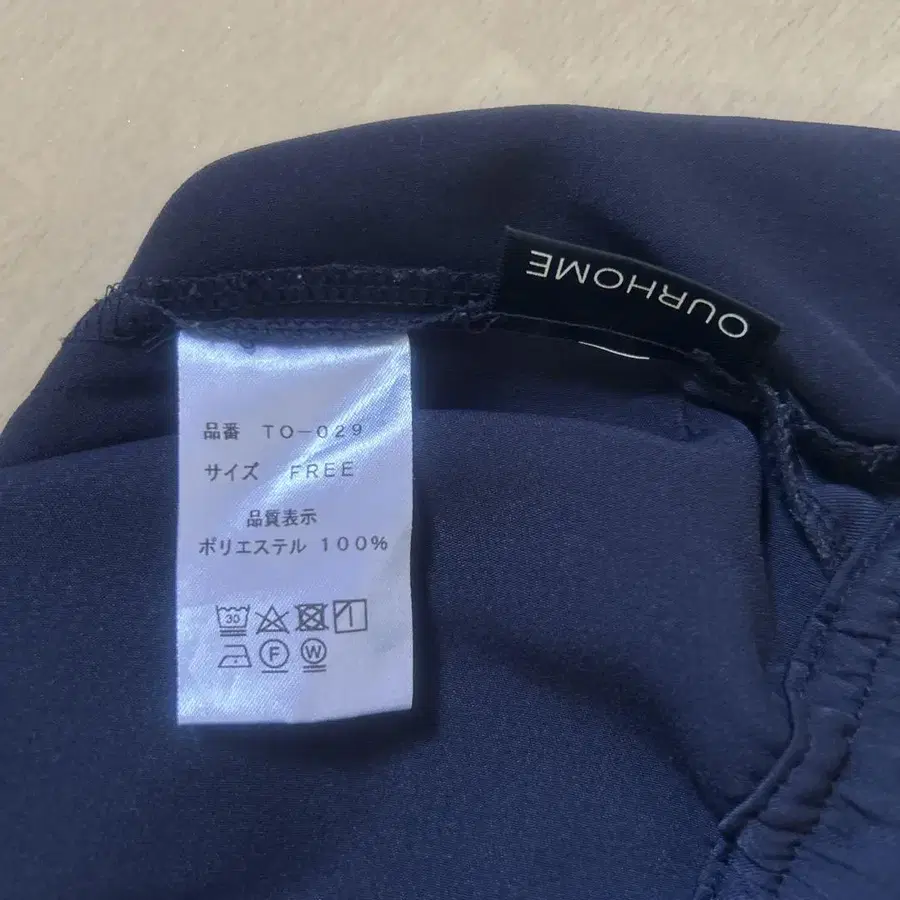 OURHOME
品番 TO-029
サイズ FREE
品質表示
ポリエステル 100%
30
F W